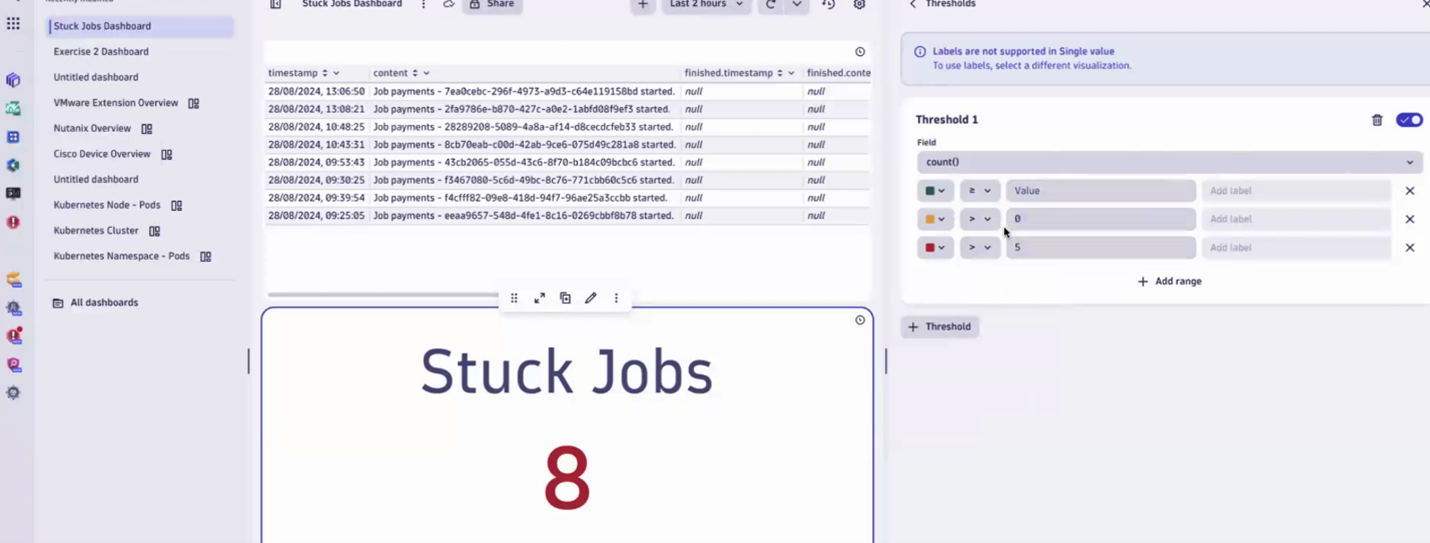 Stuck Jobs Dashboard
Exercise 2 Dashboard
Untitled dashboard
VMware Extension Overview
Nutanix Overview
Cisco Device Overview
Untitled dashboard
Kubernetes Node - Pods
Kubernetes Cluster
Kubernetes Namespace - Pods
All dashboards
Stuck Jobs Dashboard
Share
Last 2 hours
timestamp content finished.timestamp finished.conte
28/08/2024, 13:06:50 Job payments - 7ea0cebc-296f-4973-a9d3-c64e119158bd started. null null
28/08/2024, 13:08:21 Job payments - 2fa9786e-b870-427c-a0e2-1abfd08f9ef3 started. null null
28/08/2024, 10:48:25 Job payments - 28289208-5089-4a8a-af14-d8cecdcfeb33 started. null null
28/08/2024, 10:43:31 Job payments - 8cb70eab-c00d-42ab-9ce6-075d49c281a8 started. null null
28/08/2024, 09:53:43 Job payments - 43cb2065-055d-43c6-8f70-b184c09bcbc6 started. null null
28/08/2024, 09:30:25 Job payments - f3467080-5c6d-49bc-8c76-771cbb60c5c6 started. null null
28/08/2024, 09:39:54 Job payments - f4cfff82-09e8-418d-94f7-96ae25a3ccbb started. null null
28/08/2024, 09:25:05 Job payments - eeaa9657-548d-4fe1-8c16-0269cbbf8b78 started. null null
Stuck Jobs
8
Thresholds
Labels are not supported in Single value
To use labels, select a different visualization.
Threshold 1
Field
count()
≥ Value Add label
> 0 Add label
> 5 Add label
+ Add range
+ Threshold